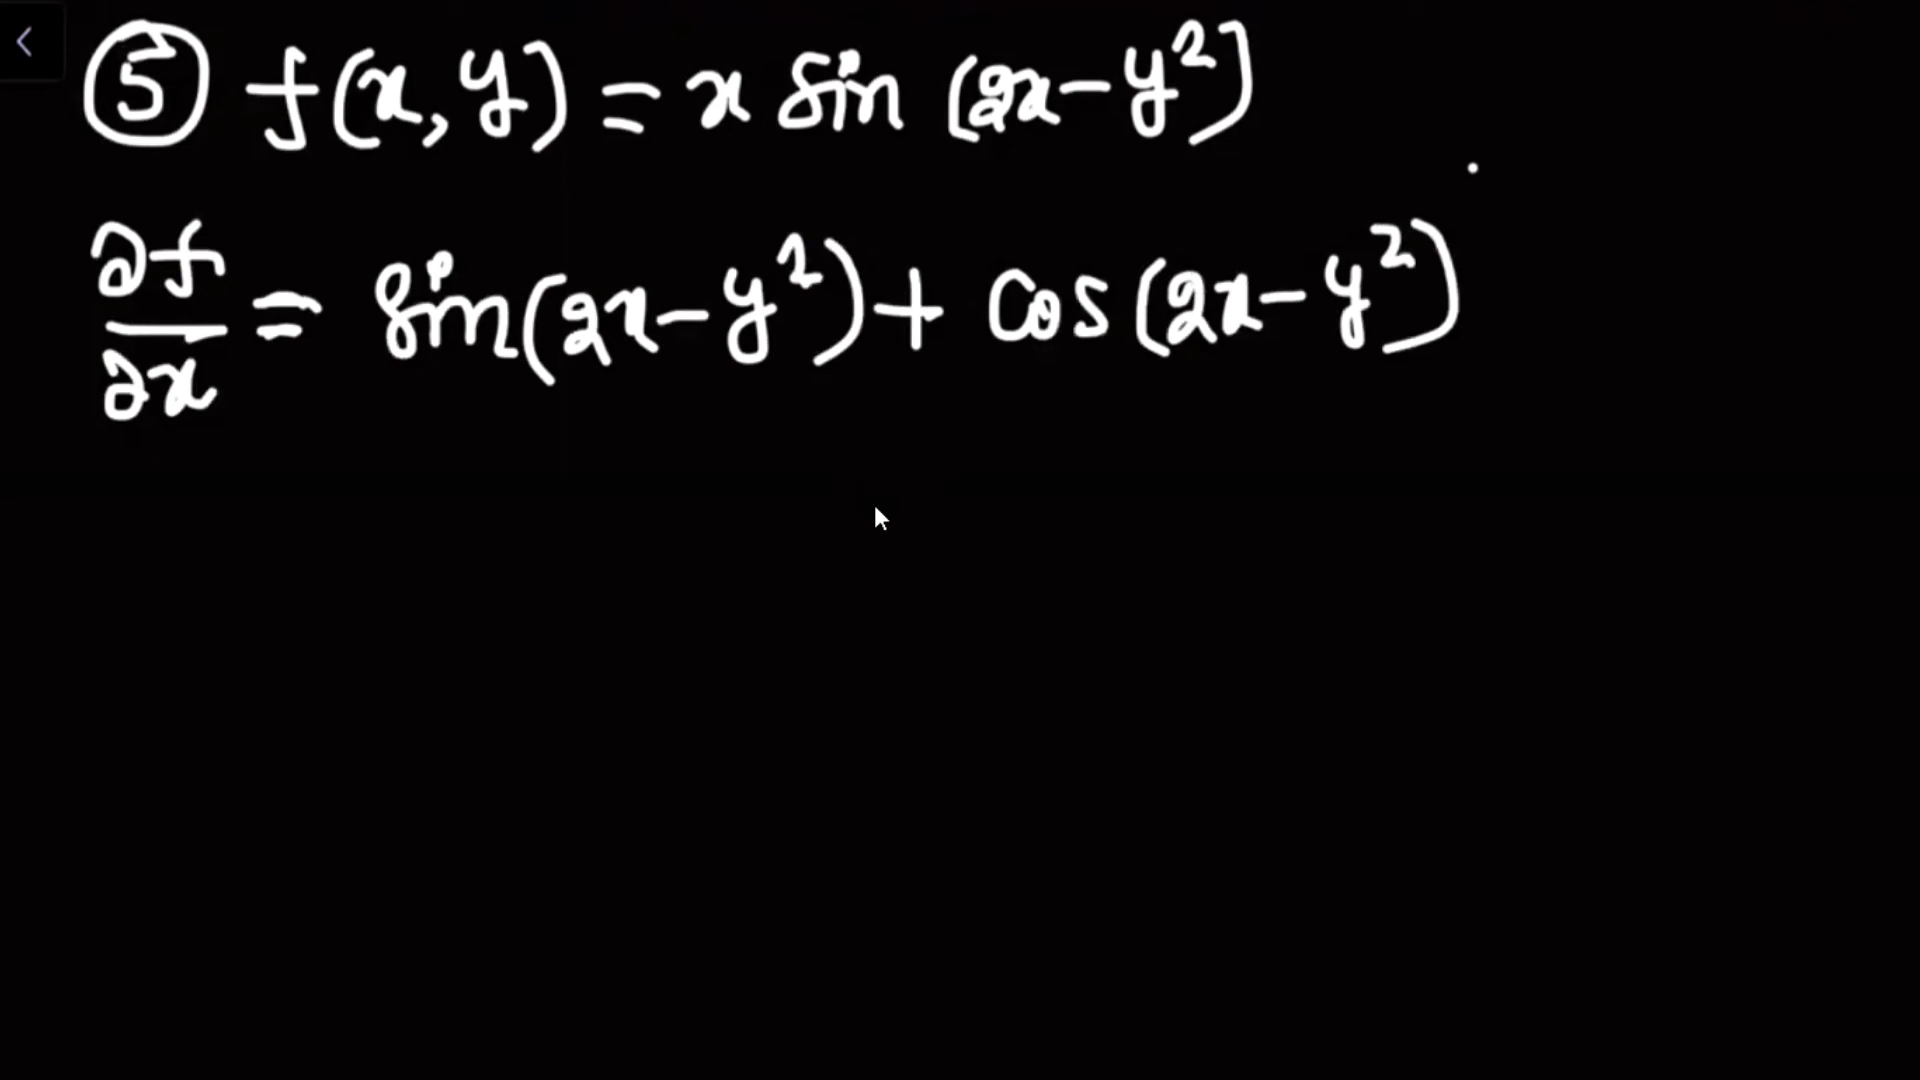 ⑤ f(x, y) = x sin (2x-y²)
∂f/∂x = sin(2x-y²) + cos(2x-y²)